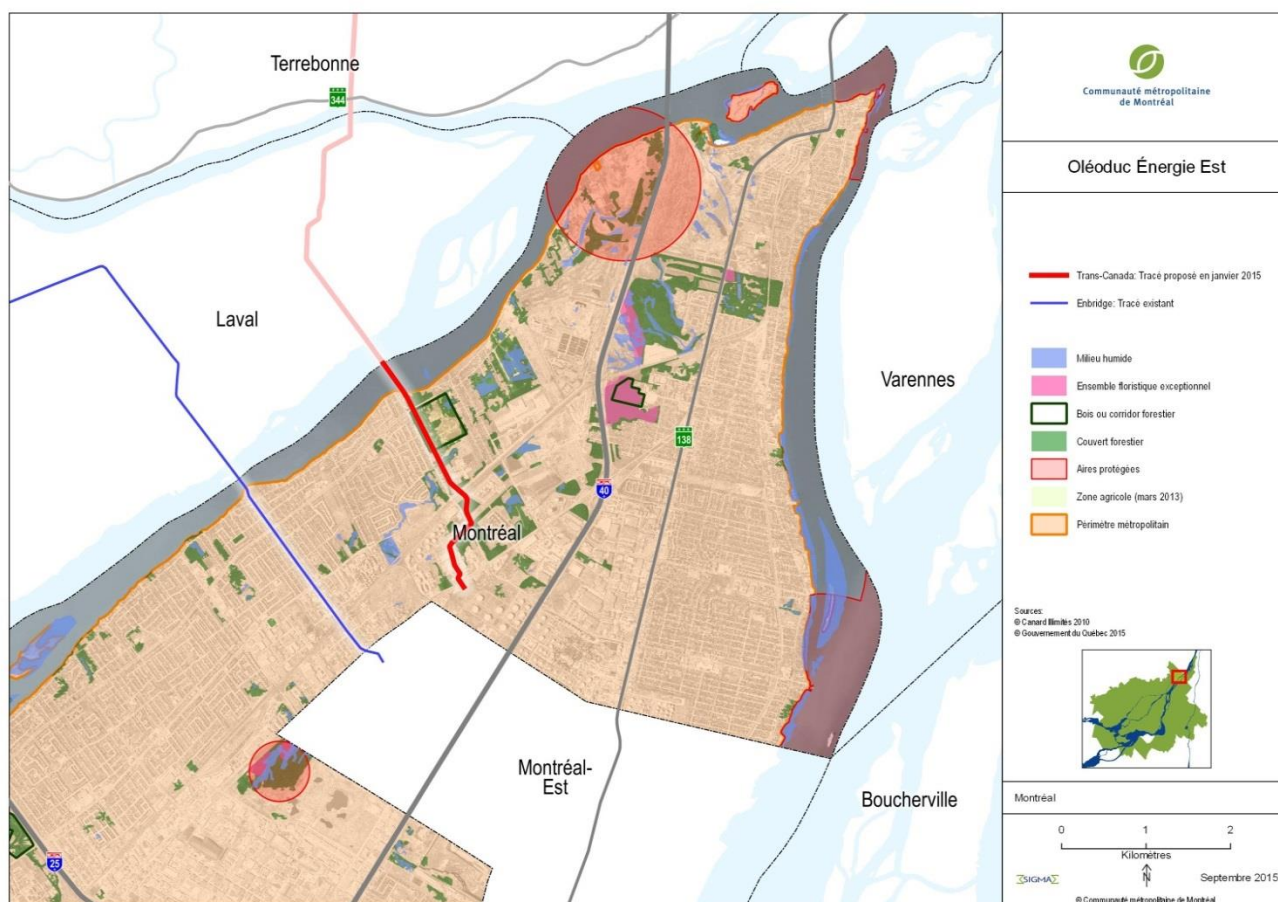 Terrebonne
344
Laval
Varennes
138
40
Montréal
Montréal-
Est
Boucherville
25
Communauté métropolitaine
de Montréal
Oléoduc Énergie Est
Trans-Canada: Tracé proposé en janvier 2015
Enbridge: Tracé existant
Milieu humide
Ensemble floristique exceptionnel
Bois ou corridor forestier
Couvert forestier
Aires protégées
Zone agricole (mars 2013)
Périmètre métropolitain
Sources:
© Canard Illimités 2010
© Gouvernement du Québec 2015
Montréal
0 1 2
Kilomètres
N
SIGMA
Septembre 2015
© Communauté métropolitaine de Montréal